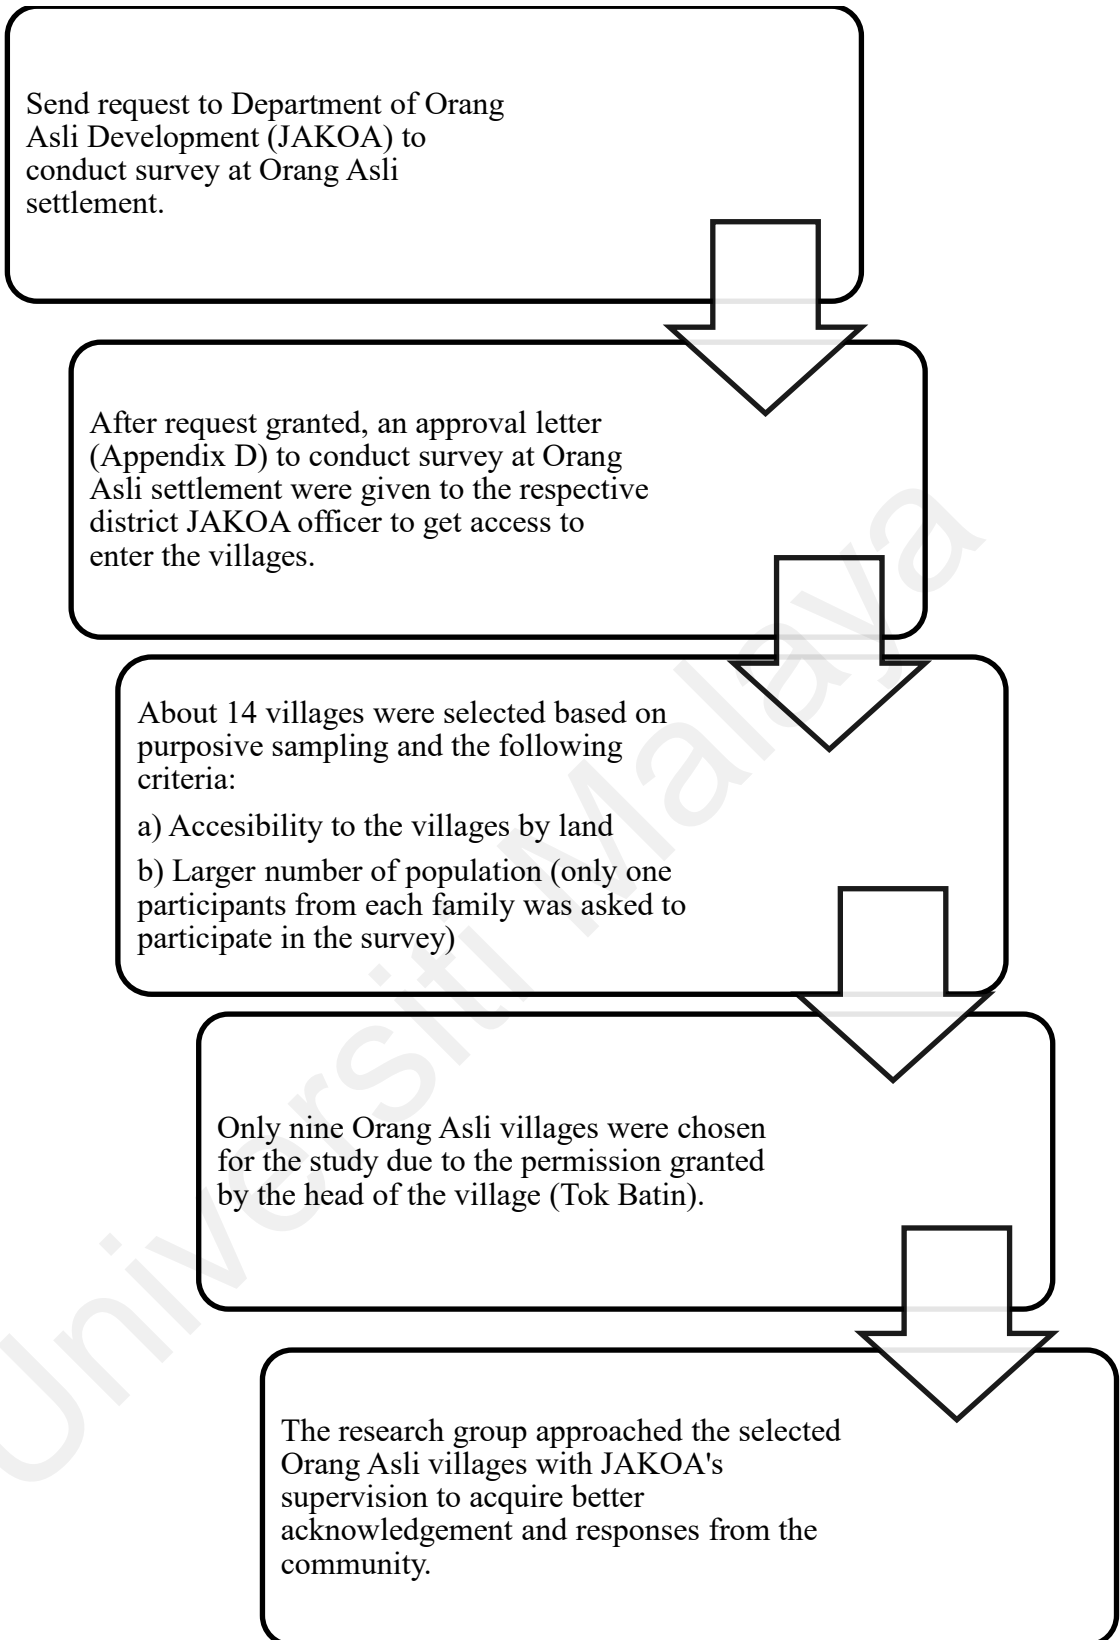 Send request to Department of Orang
Asli Development (JAKOA) to
conduct survey at Orang Asli
settlement.
After request granted, an approval letter
(Appendix D) to conduct survey at Orang
Asli settlement were given to the respective
district JAKOA officer to get access to
enter the villages.
About 14 villages were selected based on
purposive sampling and the following
criteria:
a) Accesibility to the villages by land
b) Larger number of population (only one
participants from each family was asked to
participate in the survey)
Only nine Orang Asli villages were chosen
for the study due to the permission granted
by the head of the village (Tok Batin).
The research group approached the selected
Orang Asli villages with JAKOA's
supervision to acquire better
acknowledgement and responses from the
community.
Universiti Malaya